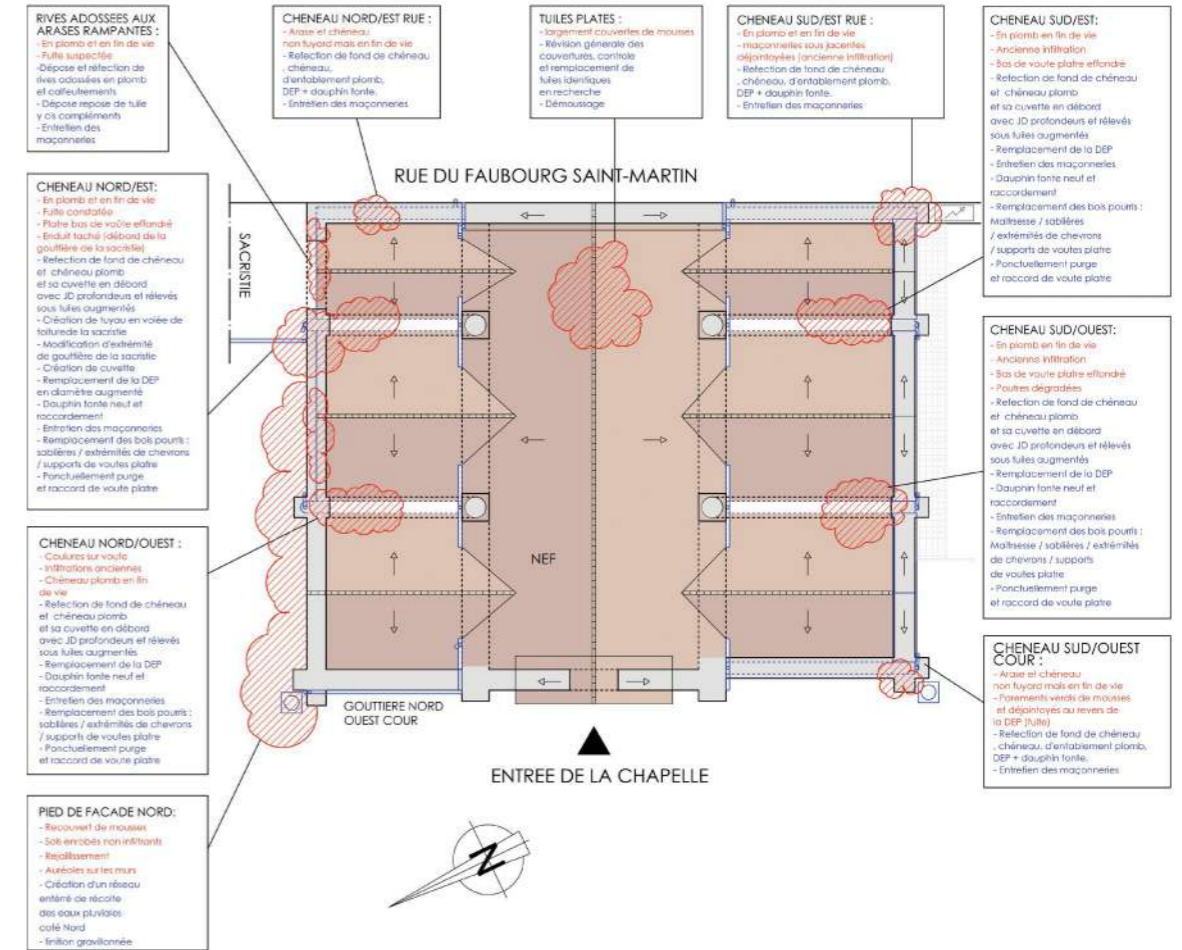 RIVES ADOSSEES AUX
ARASES RAMPANTES :
- En plomb et en fin de vie
- Fuite suspectée
-Dépose et réfection de
rives adossées en plomb
et calfeutrements
- Dépose repose de tuile
y cis compléments
- Entretien des
maçonneries
CHENEAU NORD/EST RUE :
- Arase et chéneau
non fuyard mais en fin de vie
- Refection de fond de chéneau
, chéneau,
d'entablement plomb,
DEP + dauphin fonte.
- Entretien des maçonneries
TUILES PLATES :
- largement couvertes de mousses
- Révision générale des
couvertures, controle
et remplacement de
tuiles identiques
en recherche
- Démoussage
CHENEAU SUD/EST RUE :
- En plomb et en fin de vie
- maçonneries sous jacentes
déjointoyées (ancienne infiltration)
- Refection de fond de chéneau
, chéneau, d'entablement plomb,
DEP + dauphin fonte.
- Entretien des maçonneries
CHENEAU SUD/EST:
- En plomb en fin de vie
- Ancienne infiltration
- Bas de voute platre effondré
- Refection de fond de chéneau
et chéneau plomb
et sa cuvette en débord
avec JD profondeurs et rélevés
sous tuiles augmentés
- Remplacement de la DEP
- Entretien des maçonneries
- Dauphin fonte neuf et
raccordement
- Remplacement des bois pourris :
Maitresse / sablières
/ extrémités de chevrons
/ supports de voutes platre
- Ponctuellement purge
et raccord de voute platre
RUE DU FAUBOURG SAINT-MARTIN
CHENEAU NORD/EST:
- En plomb et en fin de vie
- Fuite constatée
- Platre bas de voûte effondré
- Enduit taché (débord de la
gouttière de la sacristie)
- Refection de fond de chéneau
et chéneau plomb
et sa cuvette en débord
avec JD profondeurs et rélevés
sous tuiles augmentés
- Création de tuyau en volée de
toiturede la sacristie
- Modification d'extrémité
de gouttière de la sacristie
- Création de cuvette
- Remplacement de la DEP
en diamètre augmenté
- Dauphin fonte neuf et
raccordement
- Entretien des maçonneries
- Remplacement des bois pourris :
sablières / extrémités de chevrons
/ supports de voutes platre
- Ponctuellement purge
et raccord de voute platre
SACRISTIE
CHENEAU SUD/OUEST:
- En plomb en fin de vie
- Ancienne infiltration
- Bas de voute platre effondré
- Poutres dégradées
- Refection de fond de chéneau
et chéneau plomb
et sa cuvette en débord
avec JD profondeurs et rélevés
sous tuiles augmentés
- Remplacement de la DEP
- Dauphin fonte neuf et
raccordement
- Entretien des maçonneries
- Remplacement des bois pourris :
Maitresse / sablières / extrémités
de chevrons / supports
de voutes platre
- Ponctuellement purge
et raccord de voute platre
CHENEAU NORD/OUEST :
- Coulures sur voute
- Infiltrations anciennes
- Chéneau plomb en fin
de vie
- Refection de fond de chéneau
et chéneau plomb
et sa cuvette en débord
avec JD profondeurs et rélevés
sous tuiles augmentés
- Remplacement de la DEP
- Dauphin fonte neuf et
raccordement
- Entretien des maçonneries
- Remplacement des bois pourris :
sablières / extrémités de chevrons
/ supports de voutes platre
- Ponctuellement purge
et raccord de voute platre
NEF
GOUTTIERE NORD
OUEST COUR
CHENEAU SUD/OUEST
COUR :
- Arase et chéneau
non fuyard mais en fin de vie
- Parements verdis de mousses
et déjointoyés au revers de
la DEP (fuite)
- Refection de fond de chéneau
, chéneau, d'entablement plomb,
DEP + dauphin fonte.
- Entretien des maçonneries
ENTREE DE LA CHAPELLE
PIED DE FACADE NORD:
- Recouvert de mousses
- Sols enrobés non infiltrants
- Rejaillissement
- Auréoles sur les murs
- Création d'un réseau
enterré de récolte
des eaux pluviales
coté Nord
- finition gravillonnée
N